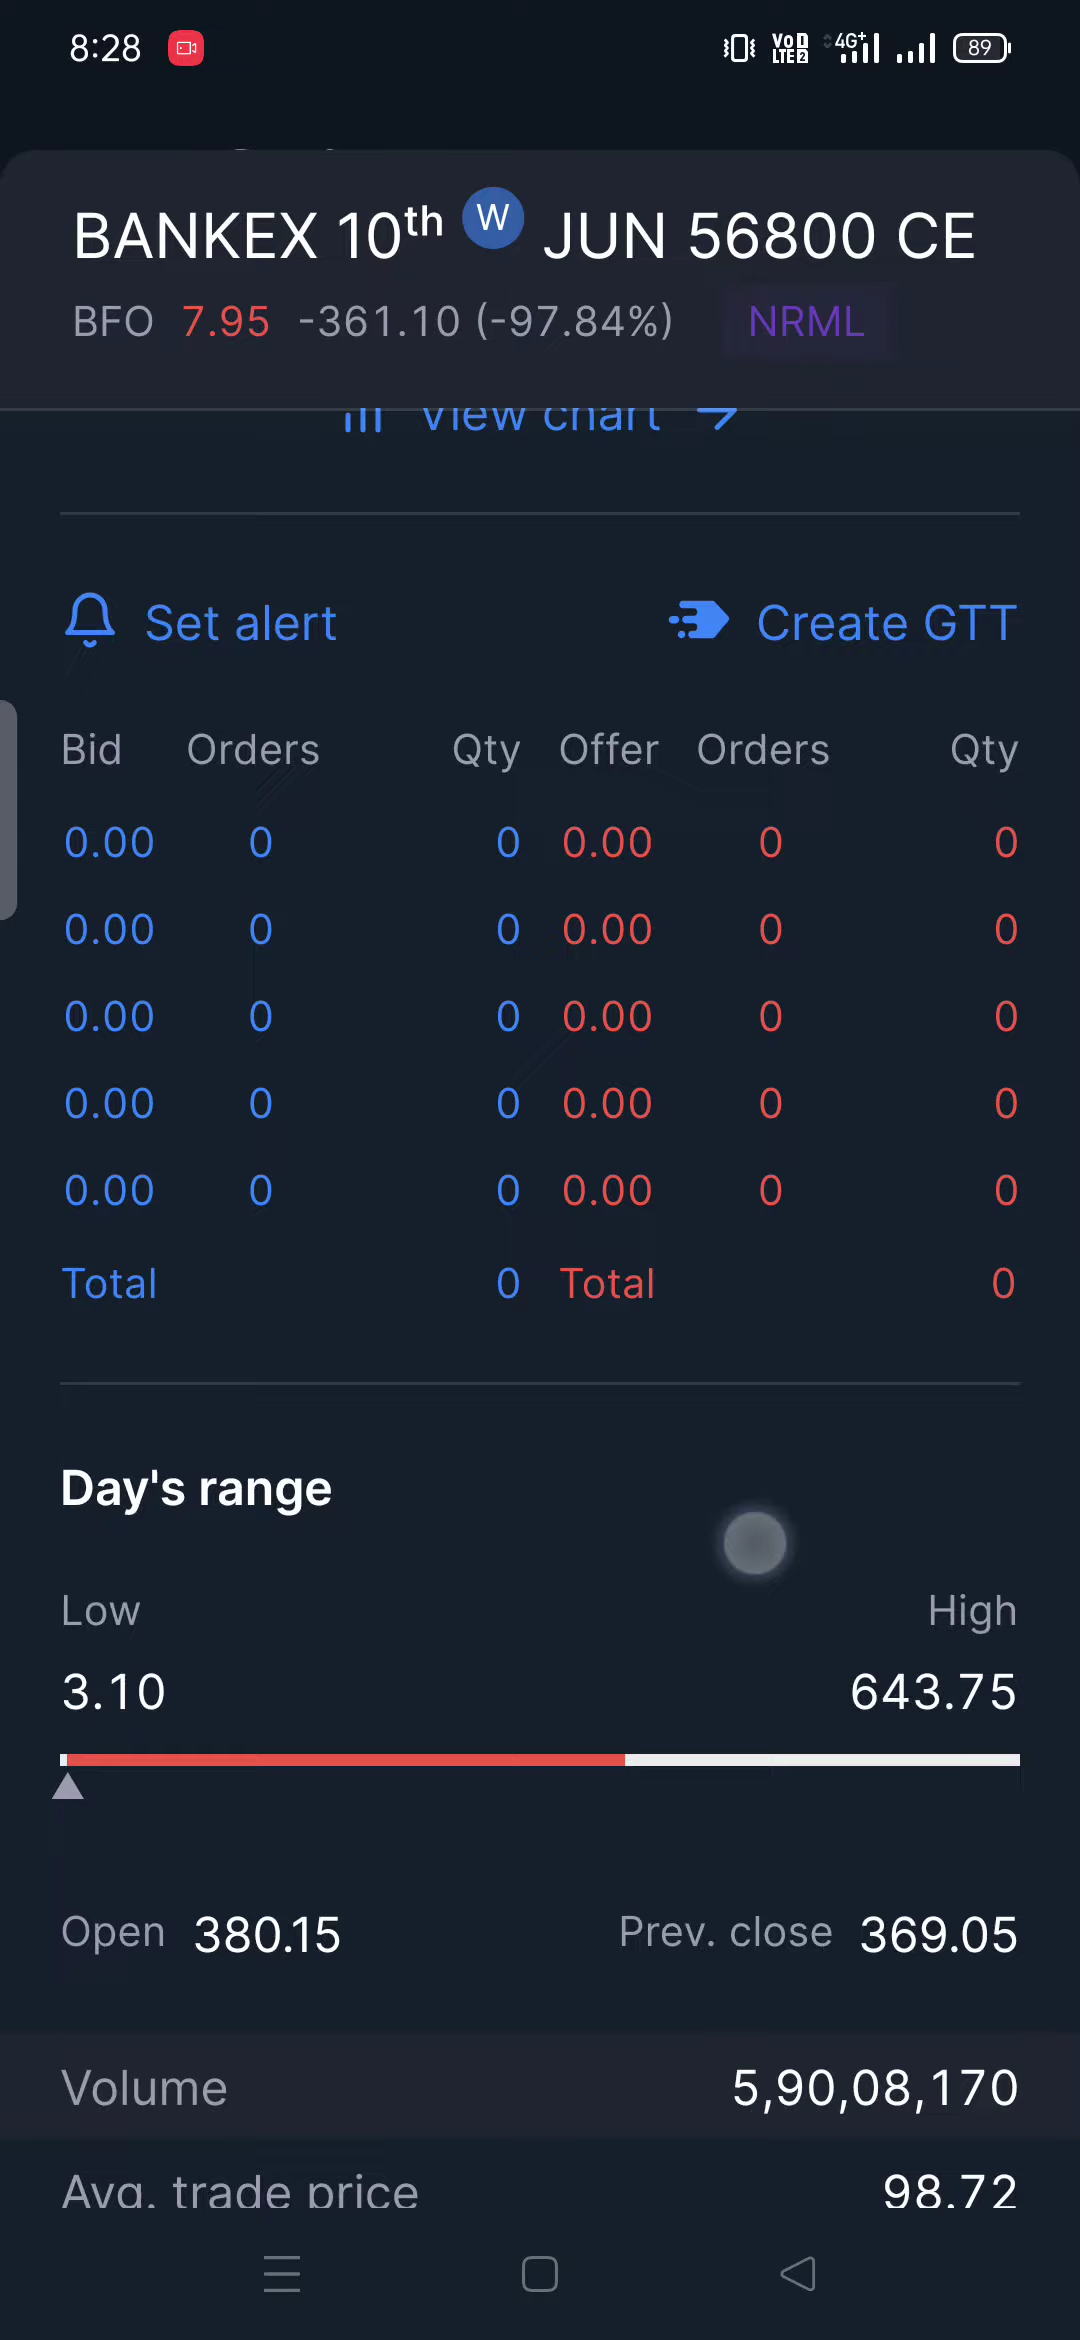 8:28 VoLTE 2 4G+ 89
BANKEX 10th W JUN 56800 CE
BFO 7.95 -361.10 (-97.84%) NRML
View chart
Set alert Create GTT
Bid Orders Qty Offer Orders Qty
0.00 0 0 0.00 0 0
0.00 0 0 0.00 0 0
0.00 0 0 0.00 0 0
0.00 0 0 0.00 0 0
0.00 0 0 0.00 0 0
Total 0 Total 0
Day's range
Low High
3.10 643.75
Open 380.15 Prev. close 369.05
Volume 5,90,08,170
Avg. trade price 98.72